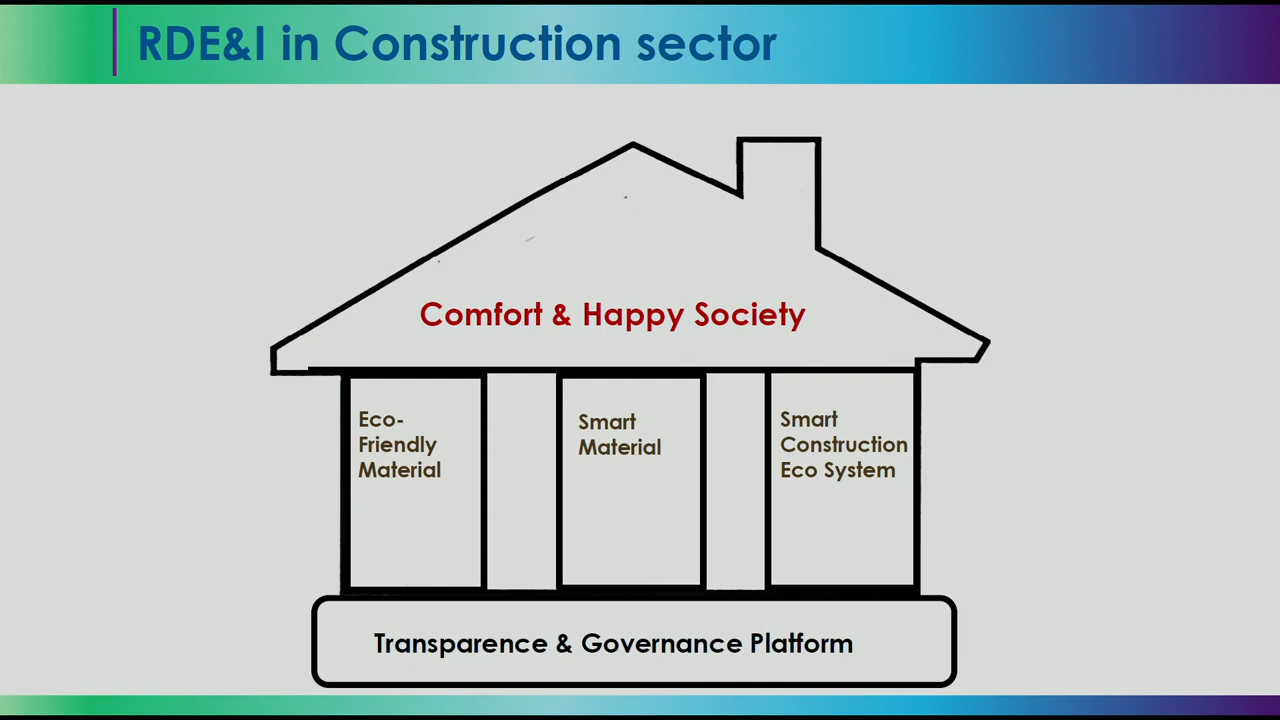 RDE&I in Construction sector
Comfort & Happy Society
Eco-
Friendly
Material
Smart
Material
Smart
Construction
Eco System
Transparence & Governance Platform